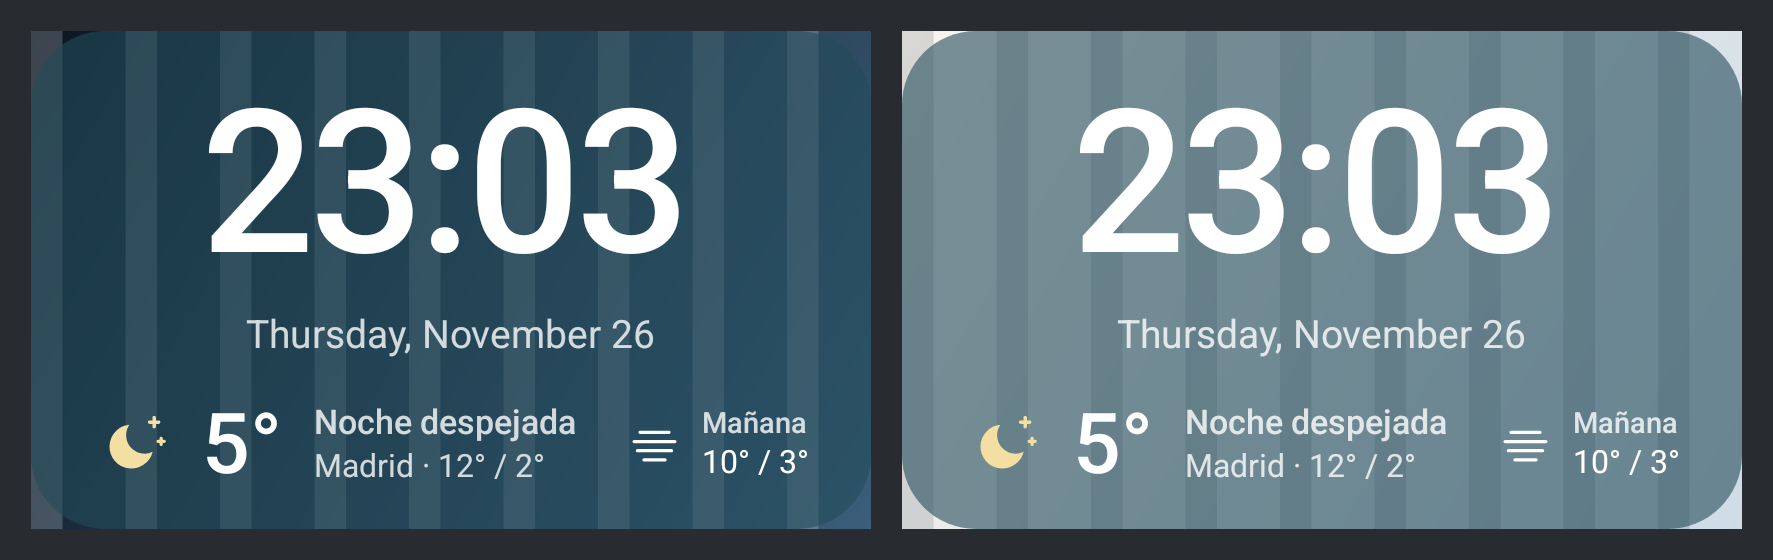 23:03
Thursday, November 26
5°
Noche despejada
Madrid · 12° / 2°
Mañana
10° / 3°
23:03
Thursday, November 26
5°
Noche despejada
Madrid · 12° / 2°
Mañana
10° / 3°